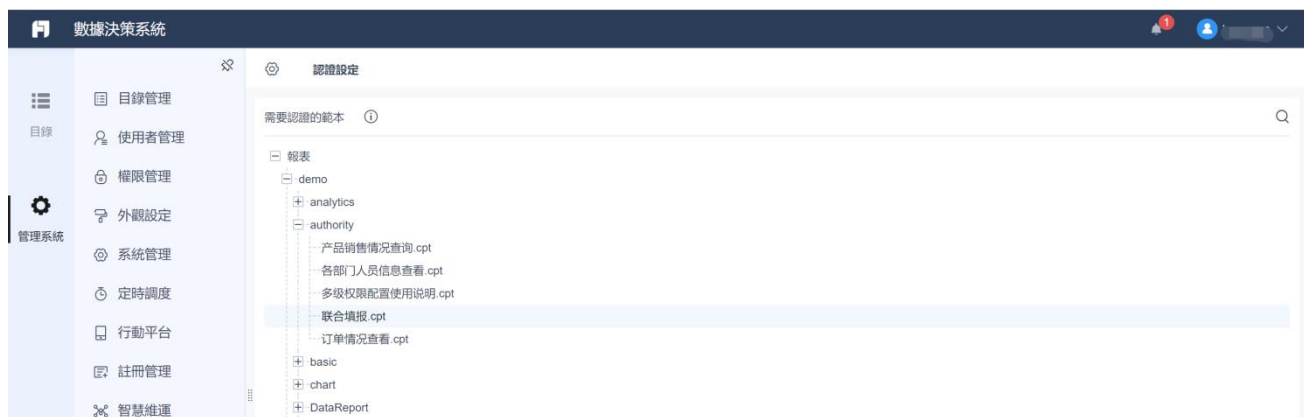 數據決策系統
1
目錄
管理系統
目錄管理
使用者管理
權限管理
外觀設定
系統管理
定時調度
行動平台
註冊管理
智慧維運
認證設定
需要認證的範本
報表
demo
analytics
authority
产品销售情况查询.cpt
各部门人员信息查看.cpt
多级权限配置使用说明.cpt
联合填报.cpt
订单情况查看.cpt
basic
chart
DataReport